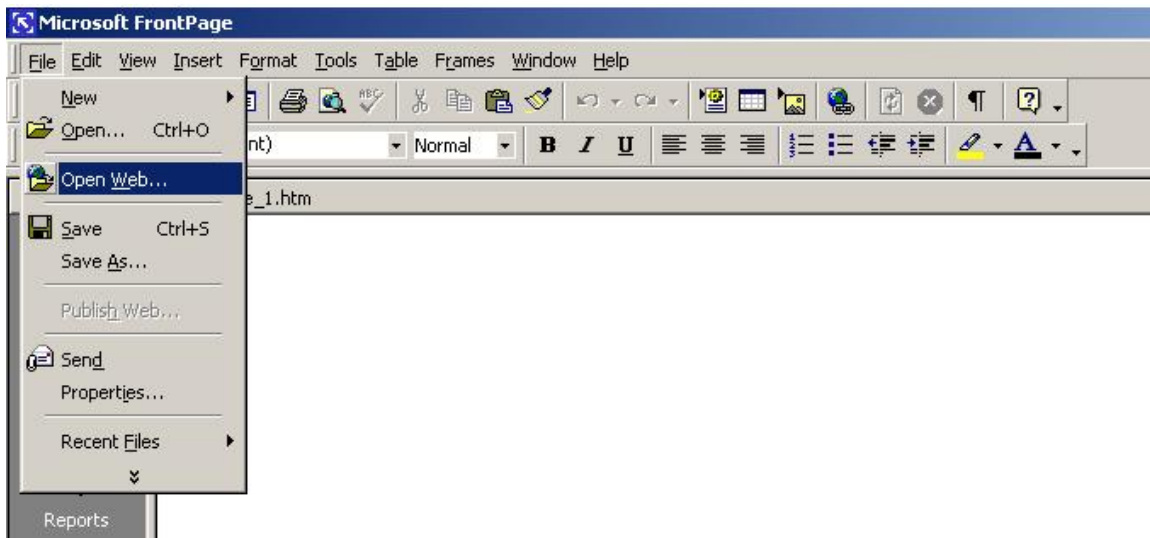 Microsoft FrontPage
File Edit View Insert Format Tools Table Frames Window Help
New
ABC
Open... Ctrl+O
nt) Normal B I U A
Open Web...
e_1.htm
Save Ctrl+S
Save As...
Publish Web...
Send
Properties...
Recent Files
Reports